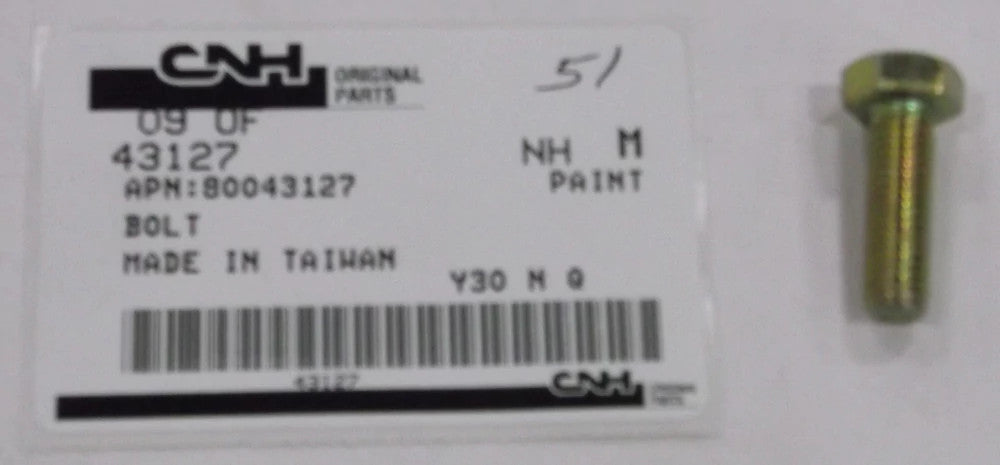 CNH ORIGINAL PARTS
51
09 OF
43127
NH M
APN:80043127
PAINT
BOLT
MADE IN TAIWAN
Y30 N Q
43127
CNH